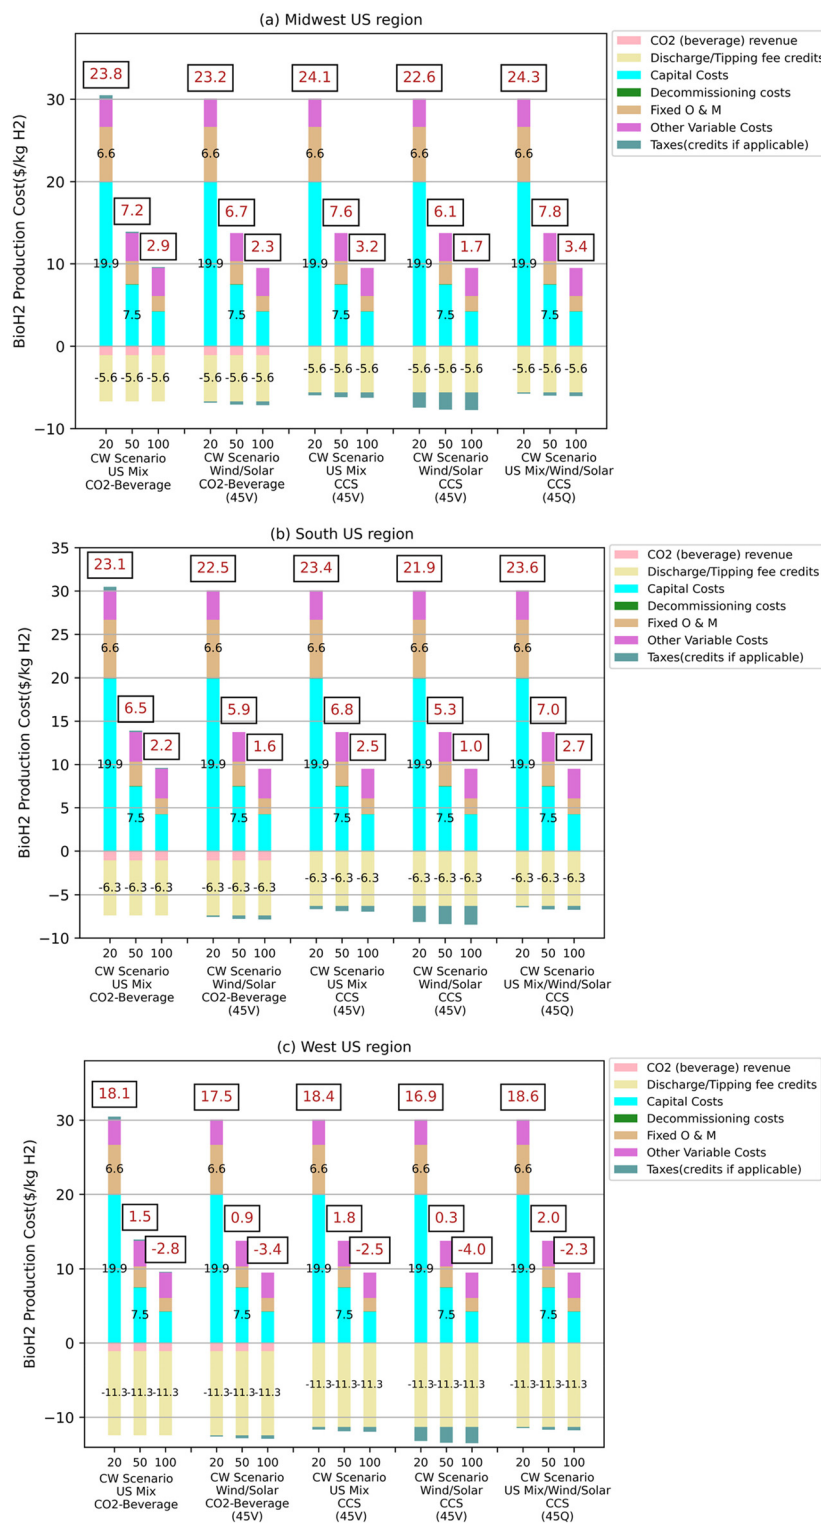 (a) Midwest US region
BioH2 Production Cost($/kg H2)
30
20
10
0
−10
23.8 23.2 24.1 22.6 24.3
7.2 6.7 7.6 6.1 7.8
2.9 2.3 3.2 1.7 3.4
6.6 6.6 6.6 6.6 6.6
19.9 19.9 19.9 19.9 19.9
7.5 7.5 7.5 7.5 7.5
-5.6 -5.6 -5.6 -5.6 -5.6 -5.6 -5.6 -5.6 -5.6 -5.6 -5.6 -5.6 -5.6 -5.6 -5.6
20 50 100 20 50 100 20 50 100 20 50 100 20 50 100
CW Scenario
US Mix
CO2-Beverage
CW Scenario
Wind/Solar
CO2-Beverage
(45V)
CW Scenario
US Mix
CCS
(45V)
CW Scenario
Wind/Solar
CCS
(45V)
CW Scenario
US Mix/Wind/Solar
CCS
(45Q)
CO2 (beverage) revenue
Discharge/Tipping fee credits
Capital Costs
Decommissioning costs
Fixed O & M
Other Variable Costs
Taxes(credits if applicable)
(b) South US region
BioH2 Production Cost($/kg H2)
35
30
25
20
15
10
5
0
−5
−10
23.1 22.5 23.4 21.9 23.6
6.5 5.9 6.8 5.3 7.0
2.2 1.6 2.5 1.0 2.7
6.6 6.6 6.6 6.6 6.6
19.9 19.9 19.9 19.9 19.9
7.5 7.5 7.5 7.5 7.5
-6.3 -6.3 -6.3 -6.3 -6.3 -6.3 -6.3 -6.3 -6.3 -6.3 -6.3 -6.3 -6.3 -6.3 -6.3
20 50 100 20 50 100 20 50 100 20 50 100 20 50 100
CW Scenario
US Mix
CO2-Beverage
CW Scenario
Wind/Solar
CO2-Beverage
(45V)
CW Scenario
US Mix
CCS
(45V)
CW Scenario
Wind/Solar
CCS
(45V)
CW Scenario
US Mix/Wind/Solar
CCS
(45Q)
CO2 (beverage) revenue
Discharge/Tipping fee credits
Capital Costs
Decommissioning costs
Fixed O & M
Other Variable Costs
Taxes(credits if applicable)
(c) West US region
BioH2 Production Cost($/kg H2)
30
20
10
0
−10
18.1 17.5 18.4 16.9 18.6
1.5 0.9 1.8 0.3 2.0
-2.8 -3.4 -2.5 -4.0 -2.3
6.6 6.6 6.6 6.6 6.6
19.9 19.9 19.9 19.9 19.9
7.5 7.5 7.5 7.5 7.5
-11.3 -11.3 -11.3 -11.3 -11.3 -11.3 -11.3 -11.3 -11.3 -11.3 -11.3 -11.3 -11.3 -11.3 -11.3
20 50 100 20 50 100 20 50 100 20 50 100 20 50 100
CW Scenario
US Mix
CO2-Beverage
CW Scenario
Wind/Solar
CO2-Beverage
(45V)
CW Scenario
US Mix
CCS
(45V)
CW Scenario
Wind/Solar
CCS
(45V)
CW Scenario
US Mix/Wind/Solar
CCS
(45Q)
CO2 (beverage) revenue
Discharge/Tipping fee credits
Capital Costs
Decommissioning costs
Fixed O & M
Other Variable Costs
Taxes(credits if applicable)